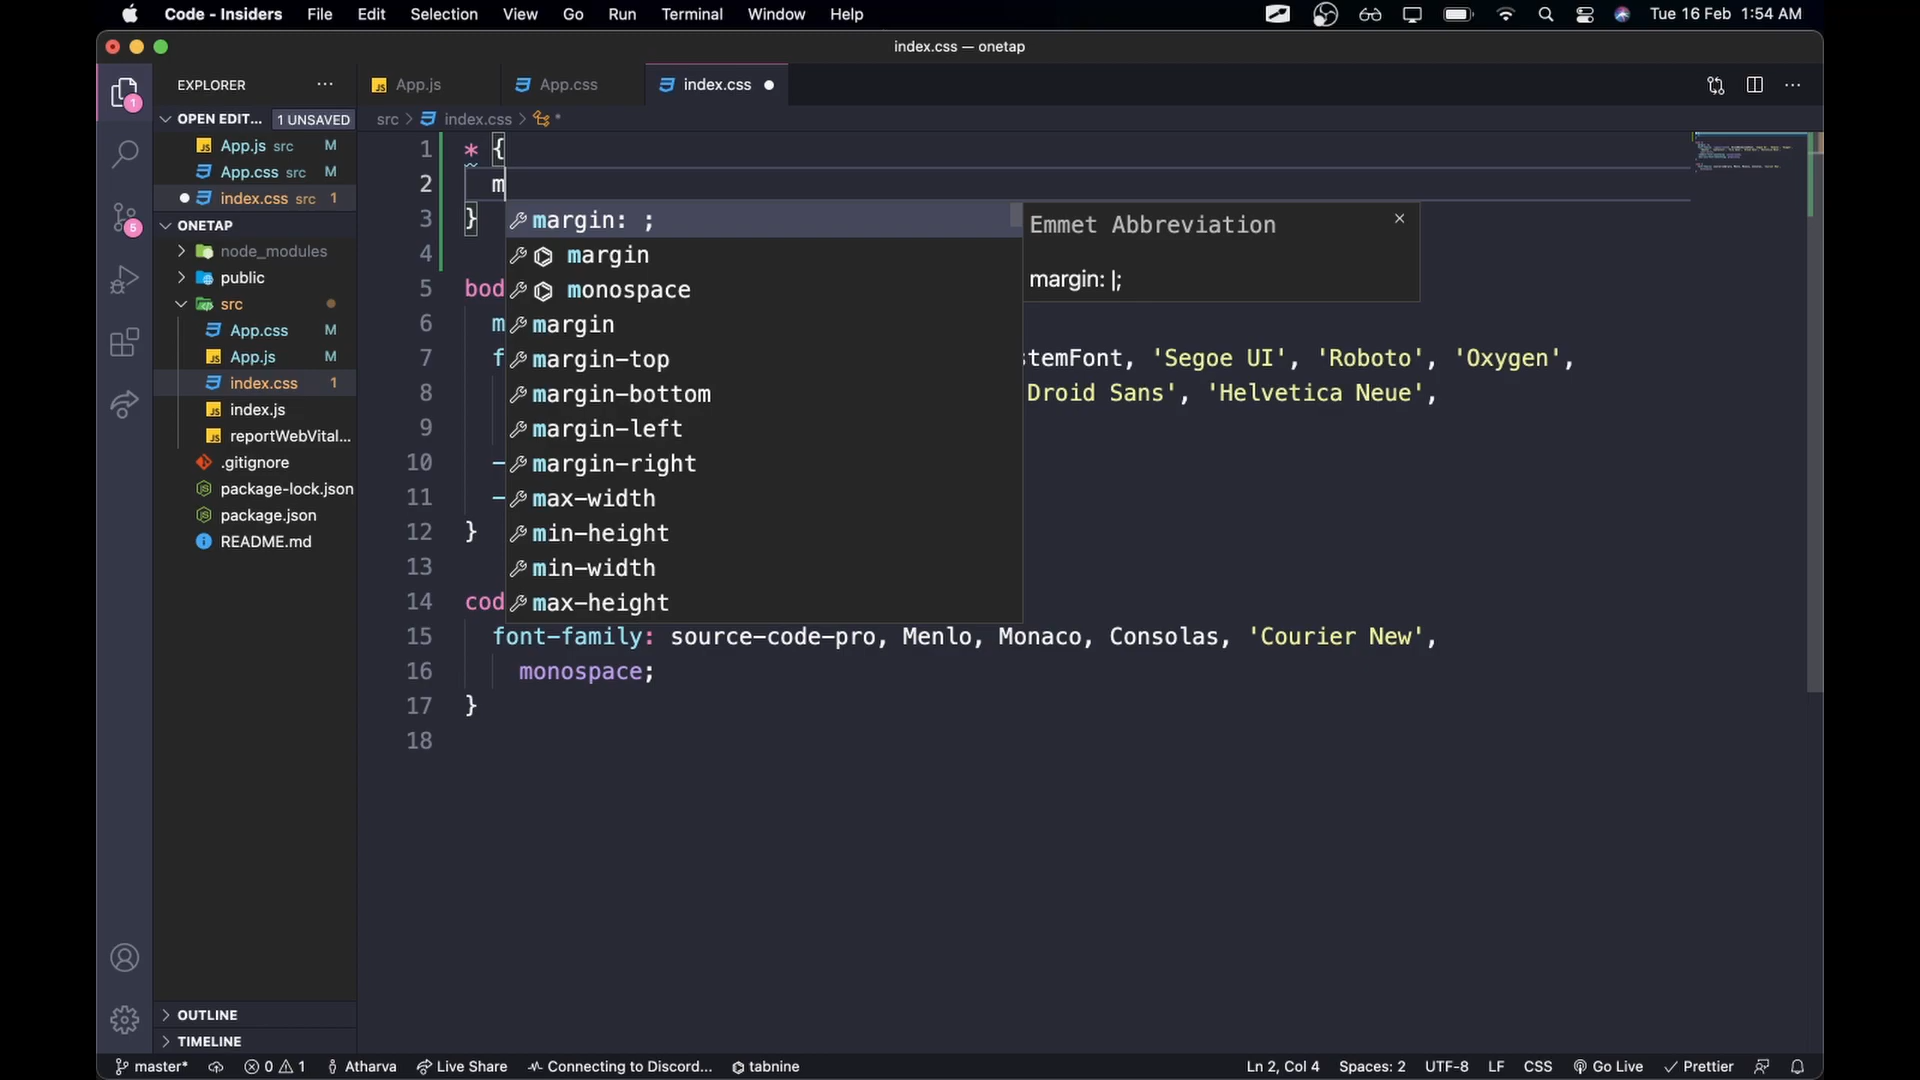 Code - Insiders File Edit Selection View Go Run Terminal Window Help Tue 16 Feb 1:54 AM
index.css — onetap
EXPLORER ···
App.js App.css index.css
OPEN EDIT... 1 UNSAVED
src > index.css > *
App.js src M
App.css src M
index.css src 1
ONETAP
node_modules
public
src
App.css M
App.js M
index.css 1
index.js
reportWebVital...
.gitignore
package-lock.json
package.json
README.md
OUTLINE
TIMELINE
1
5
1 * {
2 m
3 }
4
5 bod
6 m
7 f stemFont, 'Segoe UI', 'Roboto', 'Oxygen',
8 Droid Sans', 'Helvetica Neue',
9
10 -
11 -
12 }
13
14 cod
15 font-family: source-code-pro, Menlo, Monaco, Consolas, 'Courier New',
16 monospace;
17 }
18
margin: ;
margin
monospace
margin
margin-top
margin-bottom
margin-left
margin-right
max-width
min-height
min-width
max-height
Emmet Abbreviation ×
margin: |;
master* 0 1 Atharva Live Share Connecting to Discord... tabnine Ln 2, Col 4 Spaces: 2 UTF-8 LF CSS Go Live Prettier